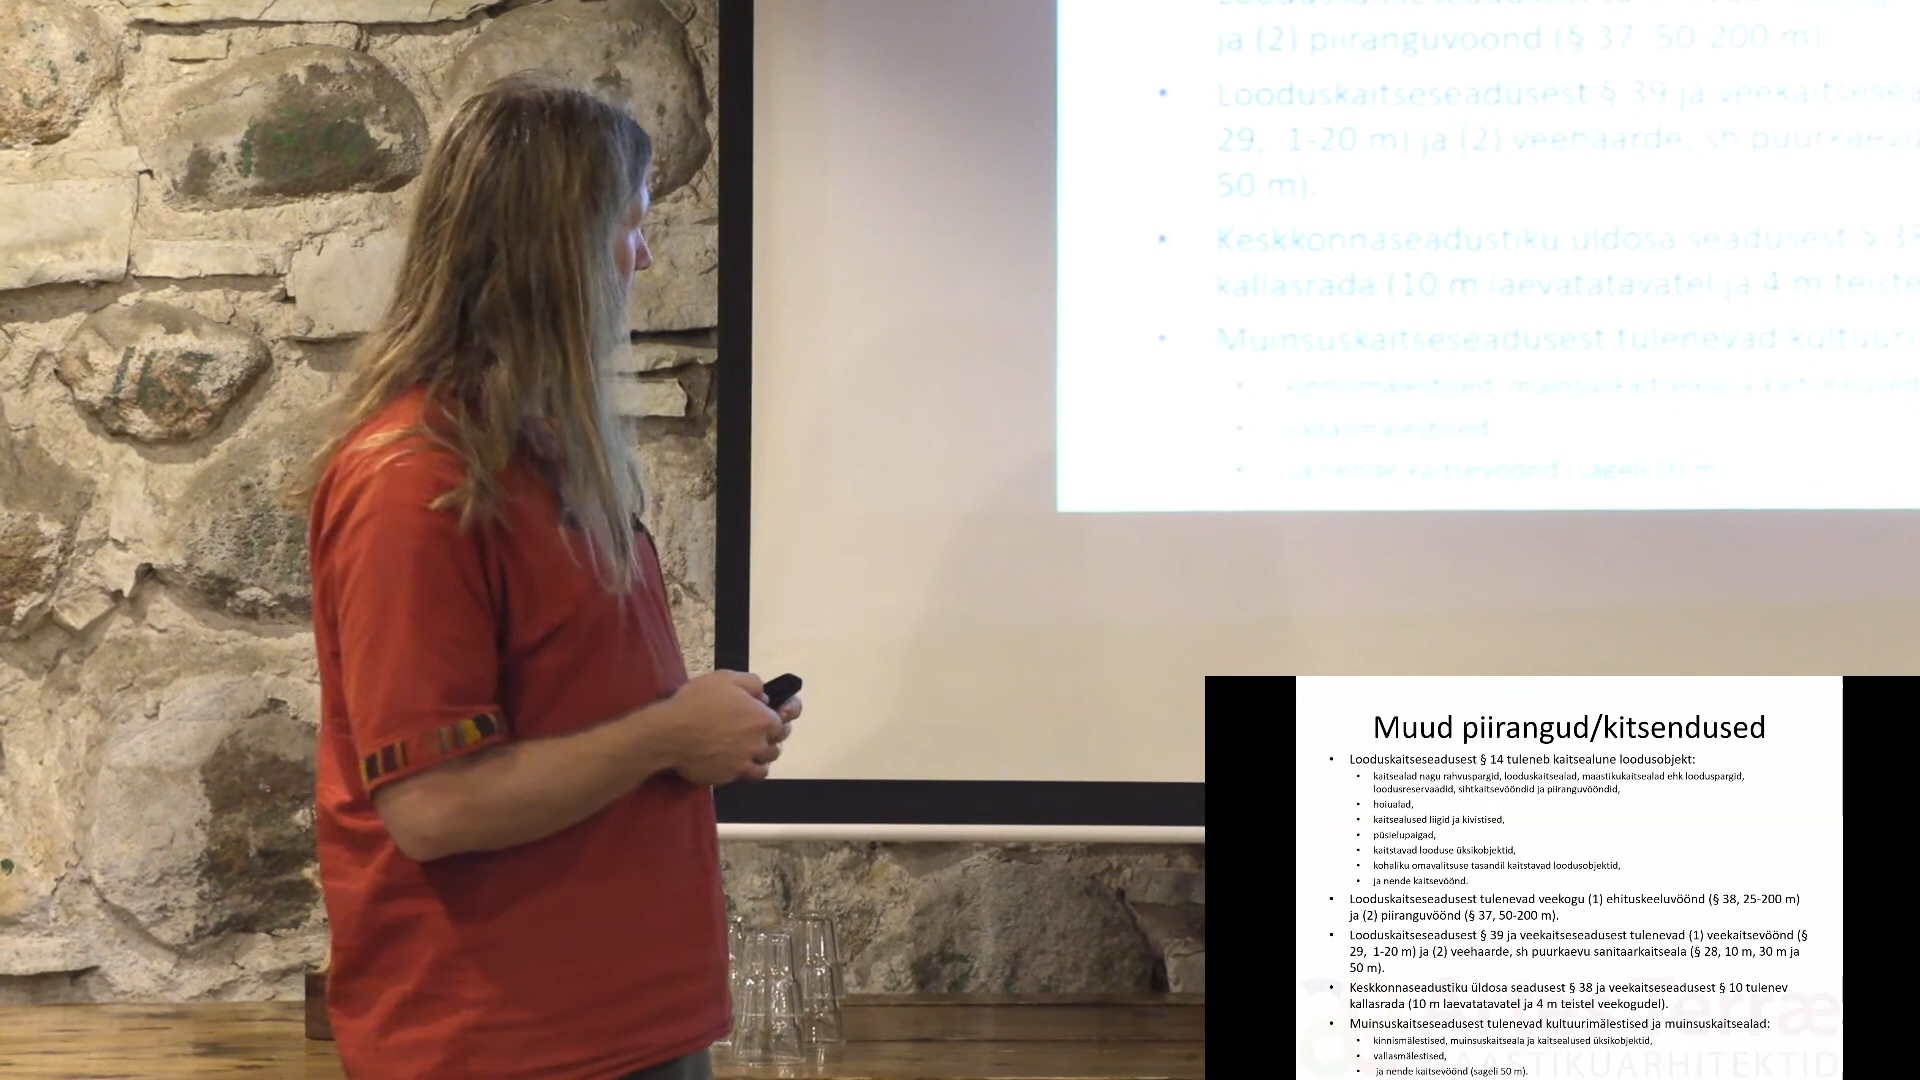 ja (2) piiranguvöönd (§ 37 50-200 m)
Looduskaitseseadusest § 39 ja
29, 1-20 m) ja (2) veehaarde, sh
50 m).
Keskkonnaseadustiku üldosa seadusest §
kallasrada (10 m laevatatavatel ja 4 m
Muinsuskaitseseadusest tulenevad
ja nende kaitsevöönd (sageli 50 m)
Muud piirangud/kitsendused
• Looduskaitseseadusest § 14 tuleneb kaitsealune loodusobjekt:
• kaitsealad nagu rahvuspargid, looduskaitsealad, maastikukaitsealad ehk looduspargid,
loodusreservaadid, sihtkaitsevööndid ja piiranguvööndid,
• hoiualad,
• kaitsealused liigid ja kivistised,
• püsielupaigad,
• kaitstavad looduse üksikobjektid,
• kohaliku omavalitsuse tasandil kaitstavad loodusobjektid,
• ja nende kaitsevöönd.
• Looduskaitseseadusest tulenevad veekogu (1) ehituskeeluvöönd (§ 38, 25-200 m)
ja (2) piiranguvöönd (§ 37, 50-200 m).
• Looduskaitseseadusest § 39 ja veekaitseseadusest tulenevad (1) veekaitsevöönd (§
29, 1-20 m) ja (2) veehaarde, sh puurkaevu sanitaarkaitseala (§ 28, 10 m, 30 m ja
50 m).
• Keskkonnaseadustiku üldosa seadusest § 38 ja veekaitseseadusest § 10 tulenev
kallasrada (10 m laevatatavatel ja 4 m teistel veekogudel).
• Muinsuskaitseseadusest tulenevad kultuurimälestised ja muinsuskaitsealad:
• kinnismälestised, muinsuskaitseala ja kaitsealused üksikobjektid,
• vallasmälestised,
• ja nende kaitsevöönd (sageli 50 m).